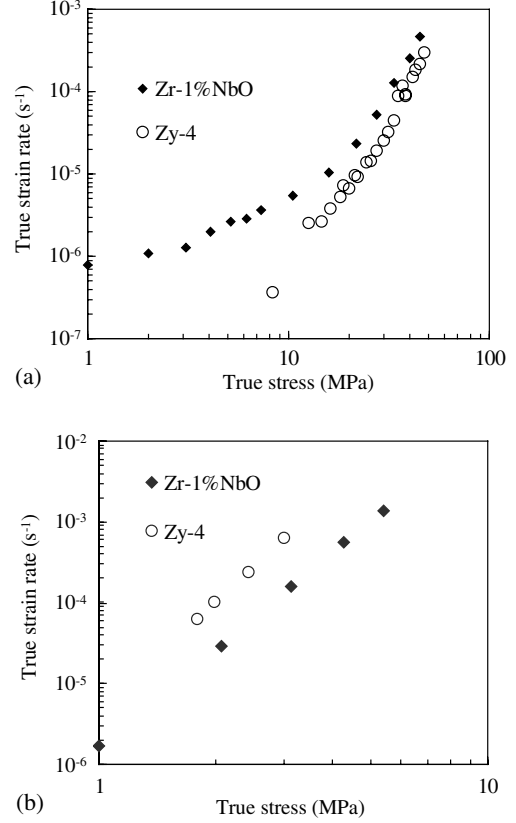 (a)
True strain rate (s⁻¹)
10⁻³
10⁻⁴
10⁻⁵
10⁻⁶
10⁻⁷
Zr-1%NbO
Zy-4
1
10
100
True stress (MPa)
(b)
True strain rate (s⁻¹)
10⁻²
10⁻³
10⁻⁴
10⁻⁵
10⁻⁶
Zr-1%NbO
Zy-4
1
10
True stress (MPa)